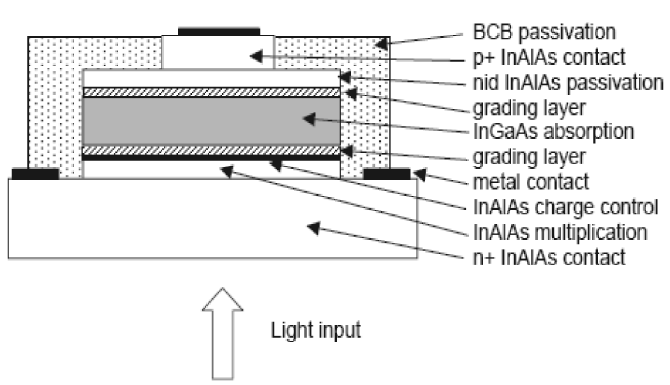 BCB passivation
p+ InAlAs contact
nid InAlAs passivation
grading layer
InGaAs absorption
grading layer
metal contact
InAlAs charge control
InAlAs multiplication
n+ InAlAs contact
Light input